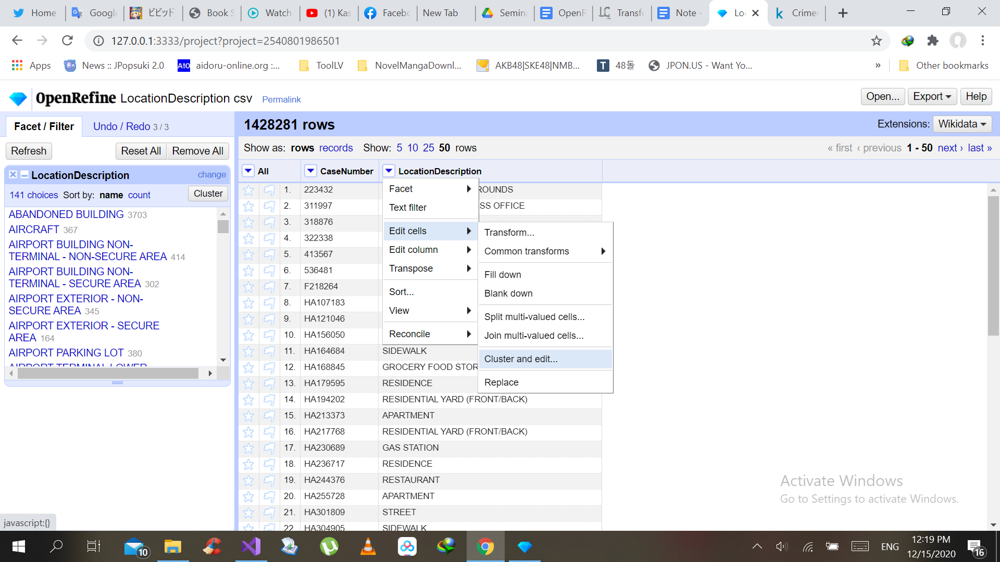 Home
Google
ビビッド
Book S
Watch
(1) Kas
Facebo
New Tab
Semina
OpenR
Transfo
Note -
Loc
Crimes
127.0.0.1:3333/project?project=2540801986501
Apps
News :: JPopsuki 2.0
A!O
aidoru-online.org :...
ToolLV
NovelMangaDownl...
AKB48|SKE48|NMB...
T
48돌
JPON.US - Want Yo...
»
Other bookmarks
OpenRefine LocationDescription csv Permalink
Open...
Export
Help
Facet / Filter
Undo / Redo 3 / 3
1428281 rows
Extensions:
Wikidata
Refresh
Reset All
Remove All
Show as: rows records Show: 5 10 25 50 rows
« first ‹ previous 1 - 50 next › last »
LocationDescription
change
141 choices Sort by: name count
Cluster
ABANDONED BUILDING 3703
AIRCRAFT 367
AIRPORT BUILDING NON-
TERMINAL - NON-SECURE AREA 414
AIRPORT BUILDING NON-
TERMINAL - SECURE AREA 302
AIRPORT EXTERIOR - NON-
SECURE AREA 345
AIRPORT EXTERIOR - SECURE
AREA 164
AIRPORT PARKING LOT 380
AIRPORT TERMINAL LOWER
All
CaseNumber
LocationDescription
1. 223432 ROUNDS
2. 311997 SS OFFICE
3. 318876
4. 322338
5. 413567
6. 536481
7. F218264
8. HA107183
9. HA121046
10. HA156050
11. HA164684 SIDEWALK
12. HA168845 GROCERY FOOD STOR
13. HA179595 RESIDENCE
14. HA194202 RESIDENTIAL YARD (FRONT/BACK)
15. HA213373 APARTMENT
16. HA217768 RESIDENTIAL YARD (FRONT/BACK)
17. HA230689 GAS STATION
18. HA236717 RESIDENCE
19. HA244376 RESTAURANT
20. HA255728 APARTMENT
21. HA301809 STREET
22. HA304905 SIDEWALK
Facet
Text filter
Edit cells
Edit column
Transpose
Sort...
View
Reconcile
Transform...
Common transforms
Fill down
Blank down
Split multi-valued cells...
Join multi-valued cells...
Cluster and edit...
Replace
Activate Windows
Go to Settings to activate Windows.
javascript:{}
10
ENG
12:19 PM
12/15/2020
16